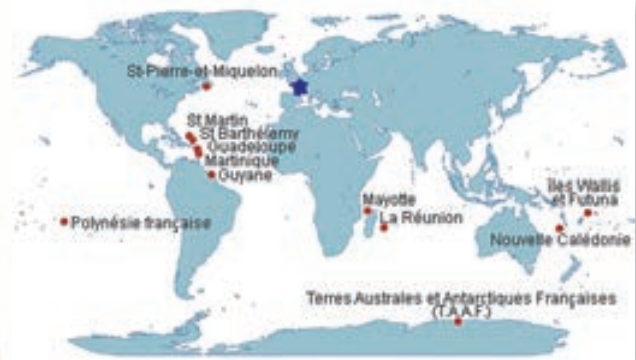 St-Pierre-et-Miquelon
St Martin
St Barthélemy
Guadeloupe
Martinique
Guyane
Mayotte
La Réunion
Îles Wallis
et Futuna
Polynésie française
Nouvelle Calédonie
Terres Australes et Antarctiques Françaises
(T.A.A.F.)